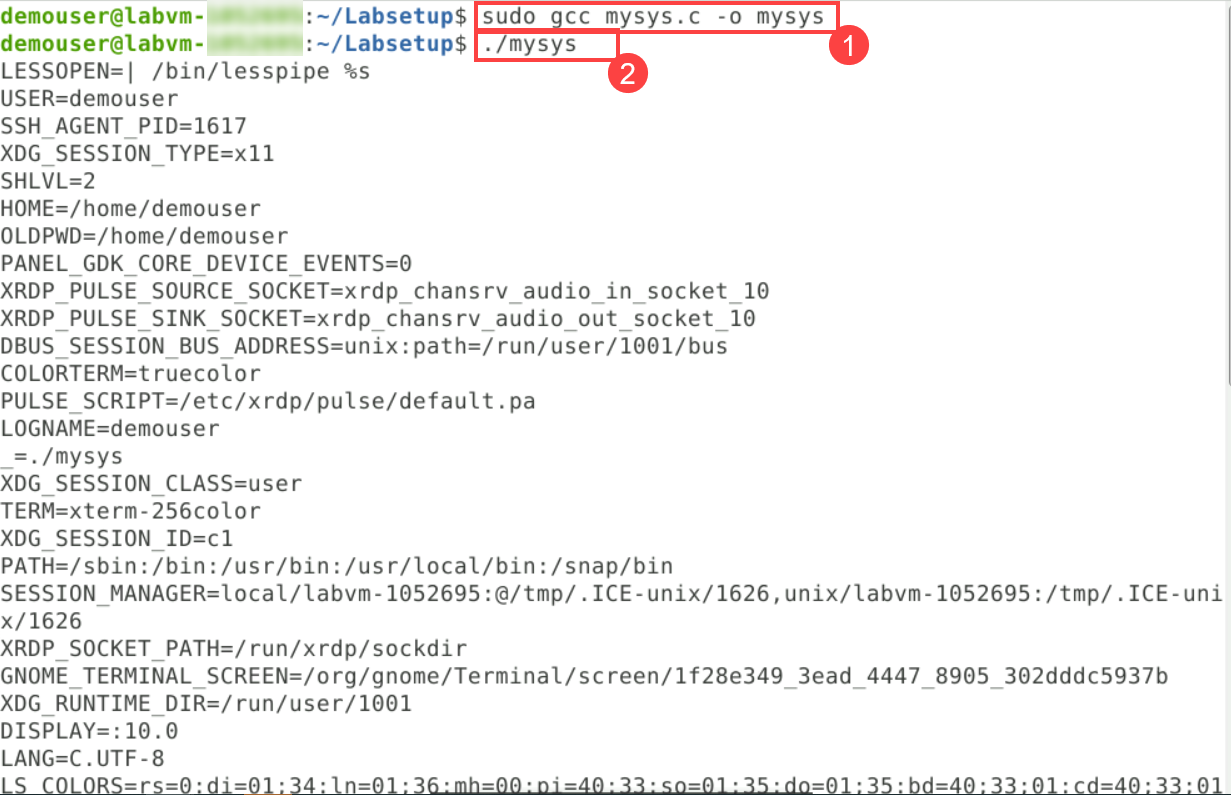 demouser@labvm-:~/Labsetup$ sudo gcc mysys.c -o mysys
1
demouser@labvm-:~/Labsetup$ ./mysys
2
LESSOPEN=| /bin/lesspipe %s
USER=demouser
SSH_AGENT_PID=1617
XDG_SESSION_TYPE=x11
SHLVL=2
HOME=/home/demouser
OLDPWD=/home/demouser
PANEL_GDK_CORE_DEVICE_EVENTS=0
XRDP_PULSE_SOURCE_SOCKET=xrdp_chansrv_audio_in_socket_10
XRDP_PULSE_SINK_SOCKET=xrdp_chansrv_audio_out_socket_10
DBUS_SESSION_BUS_ADDRESS=unix:path=/run/user/1001/bus
COLORTERM=truecolor
PULSE_SCRIPT=/etc/xrdp/pulse/default.pa
LOGNAME=demouser
_=./mysys
XDG_SESSION_CLASS=user
TERM=xterm-256color
XDG_SESSION_ID=c1
PATH=/sbin:/bin:/usr/bin:/usr/local/bin:/snap/bin
SESSION_MANAGER=local/labvm-1052695:@/tmp/.ICE-unix/1626,unix/labvm-1052695:/tmp/.ICE-uni
x/1626
XRDP_SOCKET_PATH=/run/xrdp/sockdir
GNOME_TERMINAL_SCREEN=/org/gnome/Terminal/screen/1f28e349_3ead_4447_8905_302dddc5937b
XDG_RUNTIME_DIR=/run/user/1001
DISPLAY=:10.0
LANG=C.UTF-8
LS_COLORS=rs=0:di=01;34:ln=01;36:mh=00:pi=40;33:so=01;35:do=01;35:bd=40;33;01:cd=40;33;01